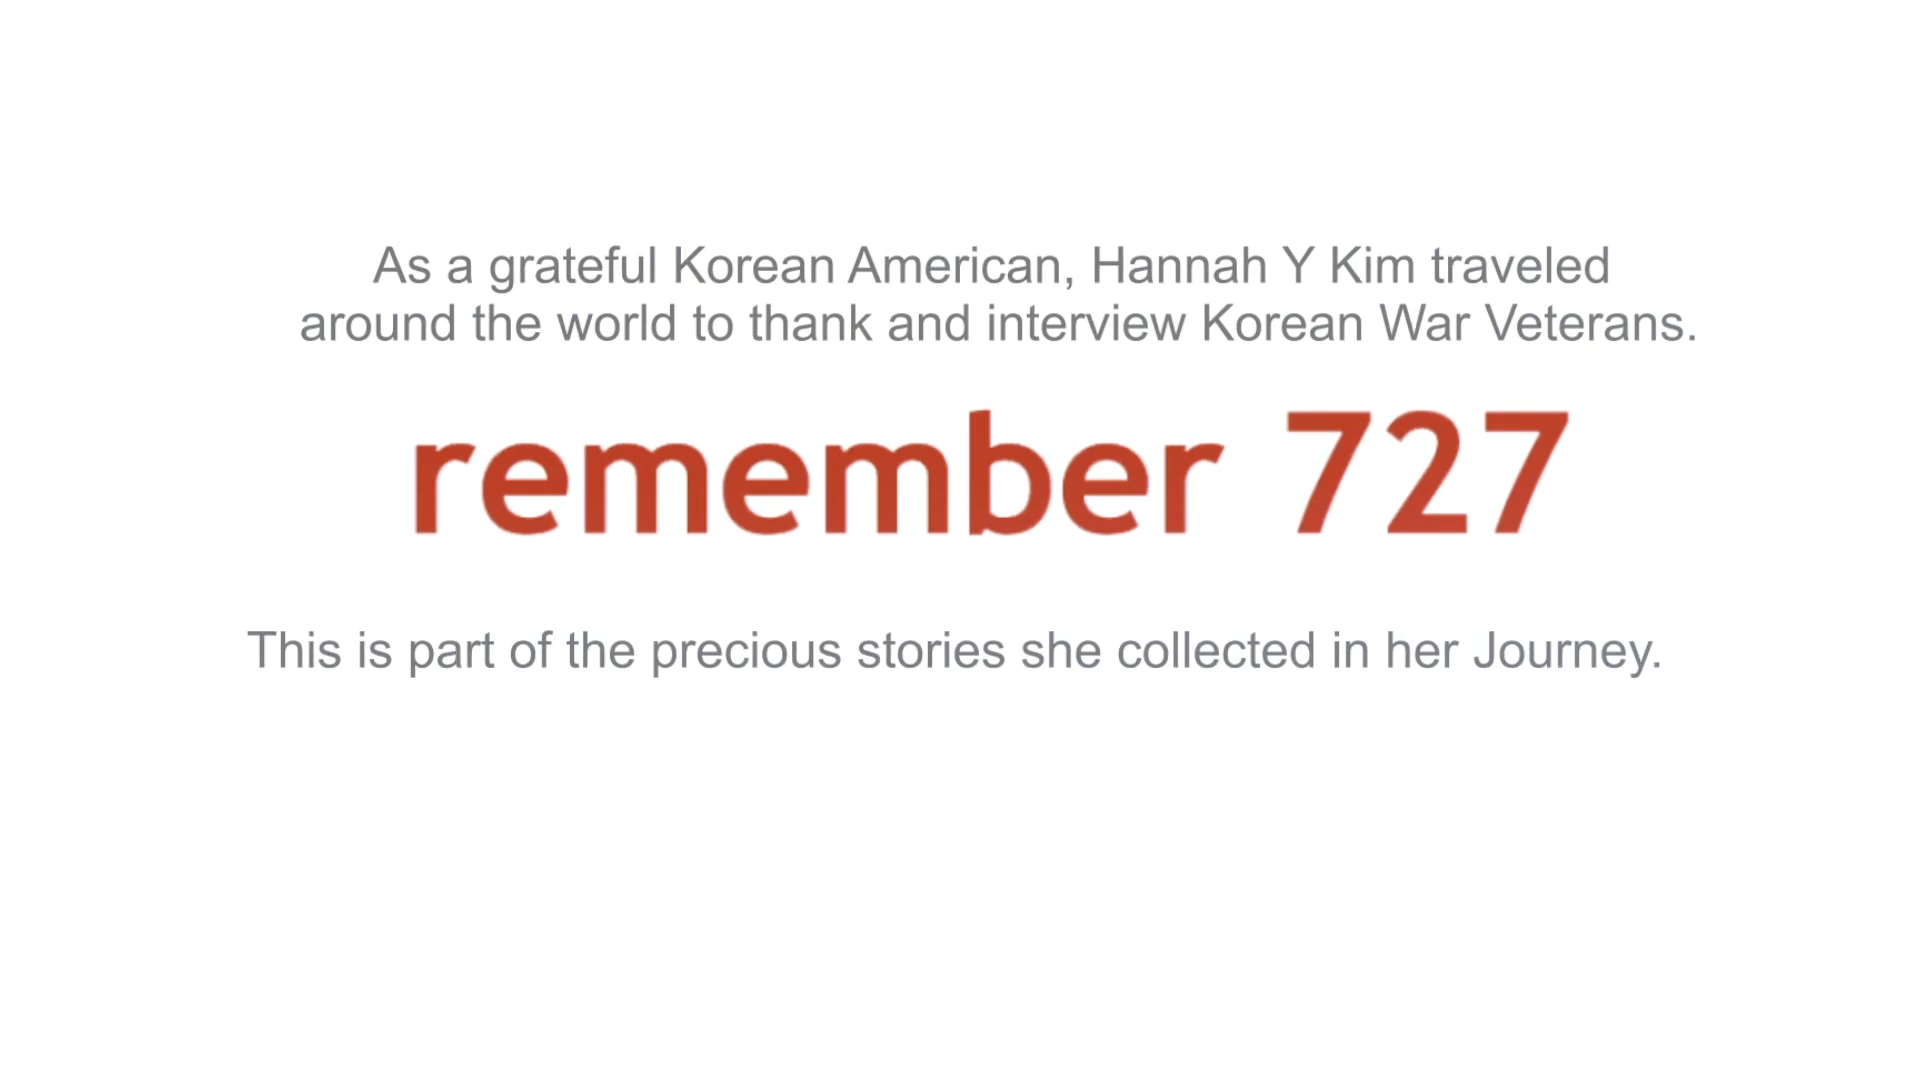 As a grateful Korean American, Hannah Y Kim traveled
around the world to thank and interview Korean War Veterans.
remember 727
This is part of the precious stories she collected in her Journey.